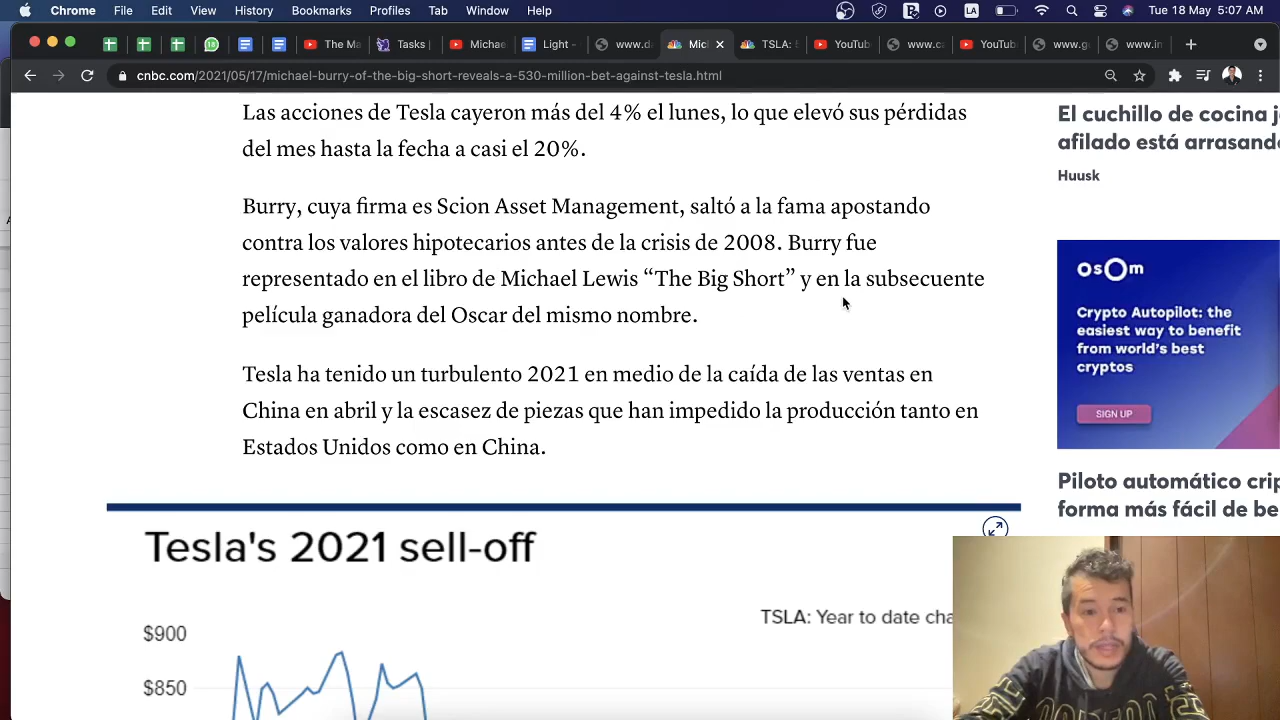 Chrome File Edit View History Bookmarks Profiles Tab Window Help LA Tue 18 May 5:07 AM
The Ma Tasks Michae Light - www.d Mic TSLA: YouTub www.c YouTub www.g www.in
cnbc.com/2021/05/17/michael-burry-of-the-big-short-reveals-a-530-million-bet-against-tesla.html
Las acciones de Tesla cayeron más del 4% el lunes, lo que elevó sus pérdidas
del mes hasta la fecha a casi el 20%.
Burry, cuya firma es Scion Asset Management, saltó a la fama apostando
contra los valores hipotecarios antes de la crisis de 2008. Burry fue
representado en el libro de Michael Lewis “The Big Short” y en la subsecuente
película ganadora del Oscar del mismo nombre.
Tesla ha tenido un turbulento 2021 en medio de la caída de las ventas en
China en abril y la escasez de piezas que han impedido la producción tanto en
Estados Unidos como en China.
Tesla's 2021 sell-off
TSLA: Year to date cha
$900
$850
El cuchillo de cocina j
afilado está arrasand
Huusk
OSOM
Crypto Autopilot: the
easiest way to benefit
from world’s best
cryptos
SIGN UP
Piloto automático crip
forma más fácil de be